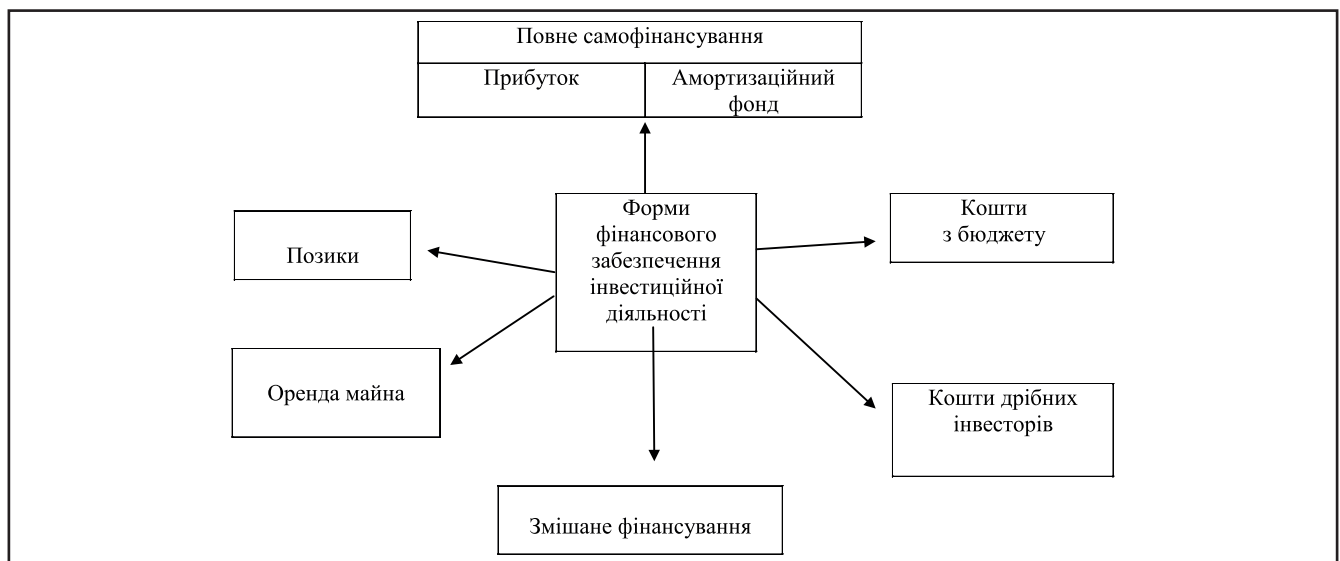 Повне самофінансування
Прибуток
Амортизаційний
фонд
Форми
фінансового
забезпечення
інвестиційної
діяльності
Кошти
з бюджету
Позики
Оренда майна
Кошти дрібних
інвесторів
Змішане фінансування